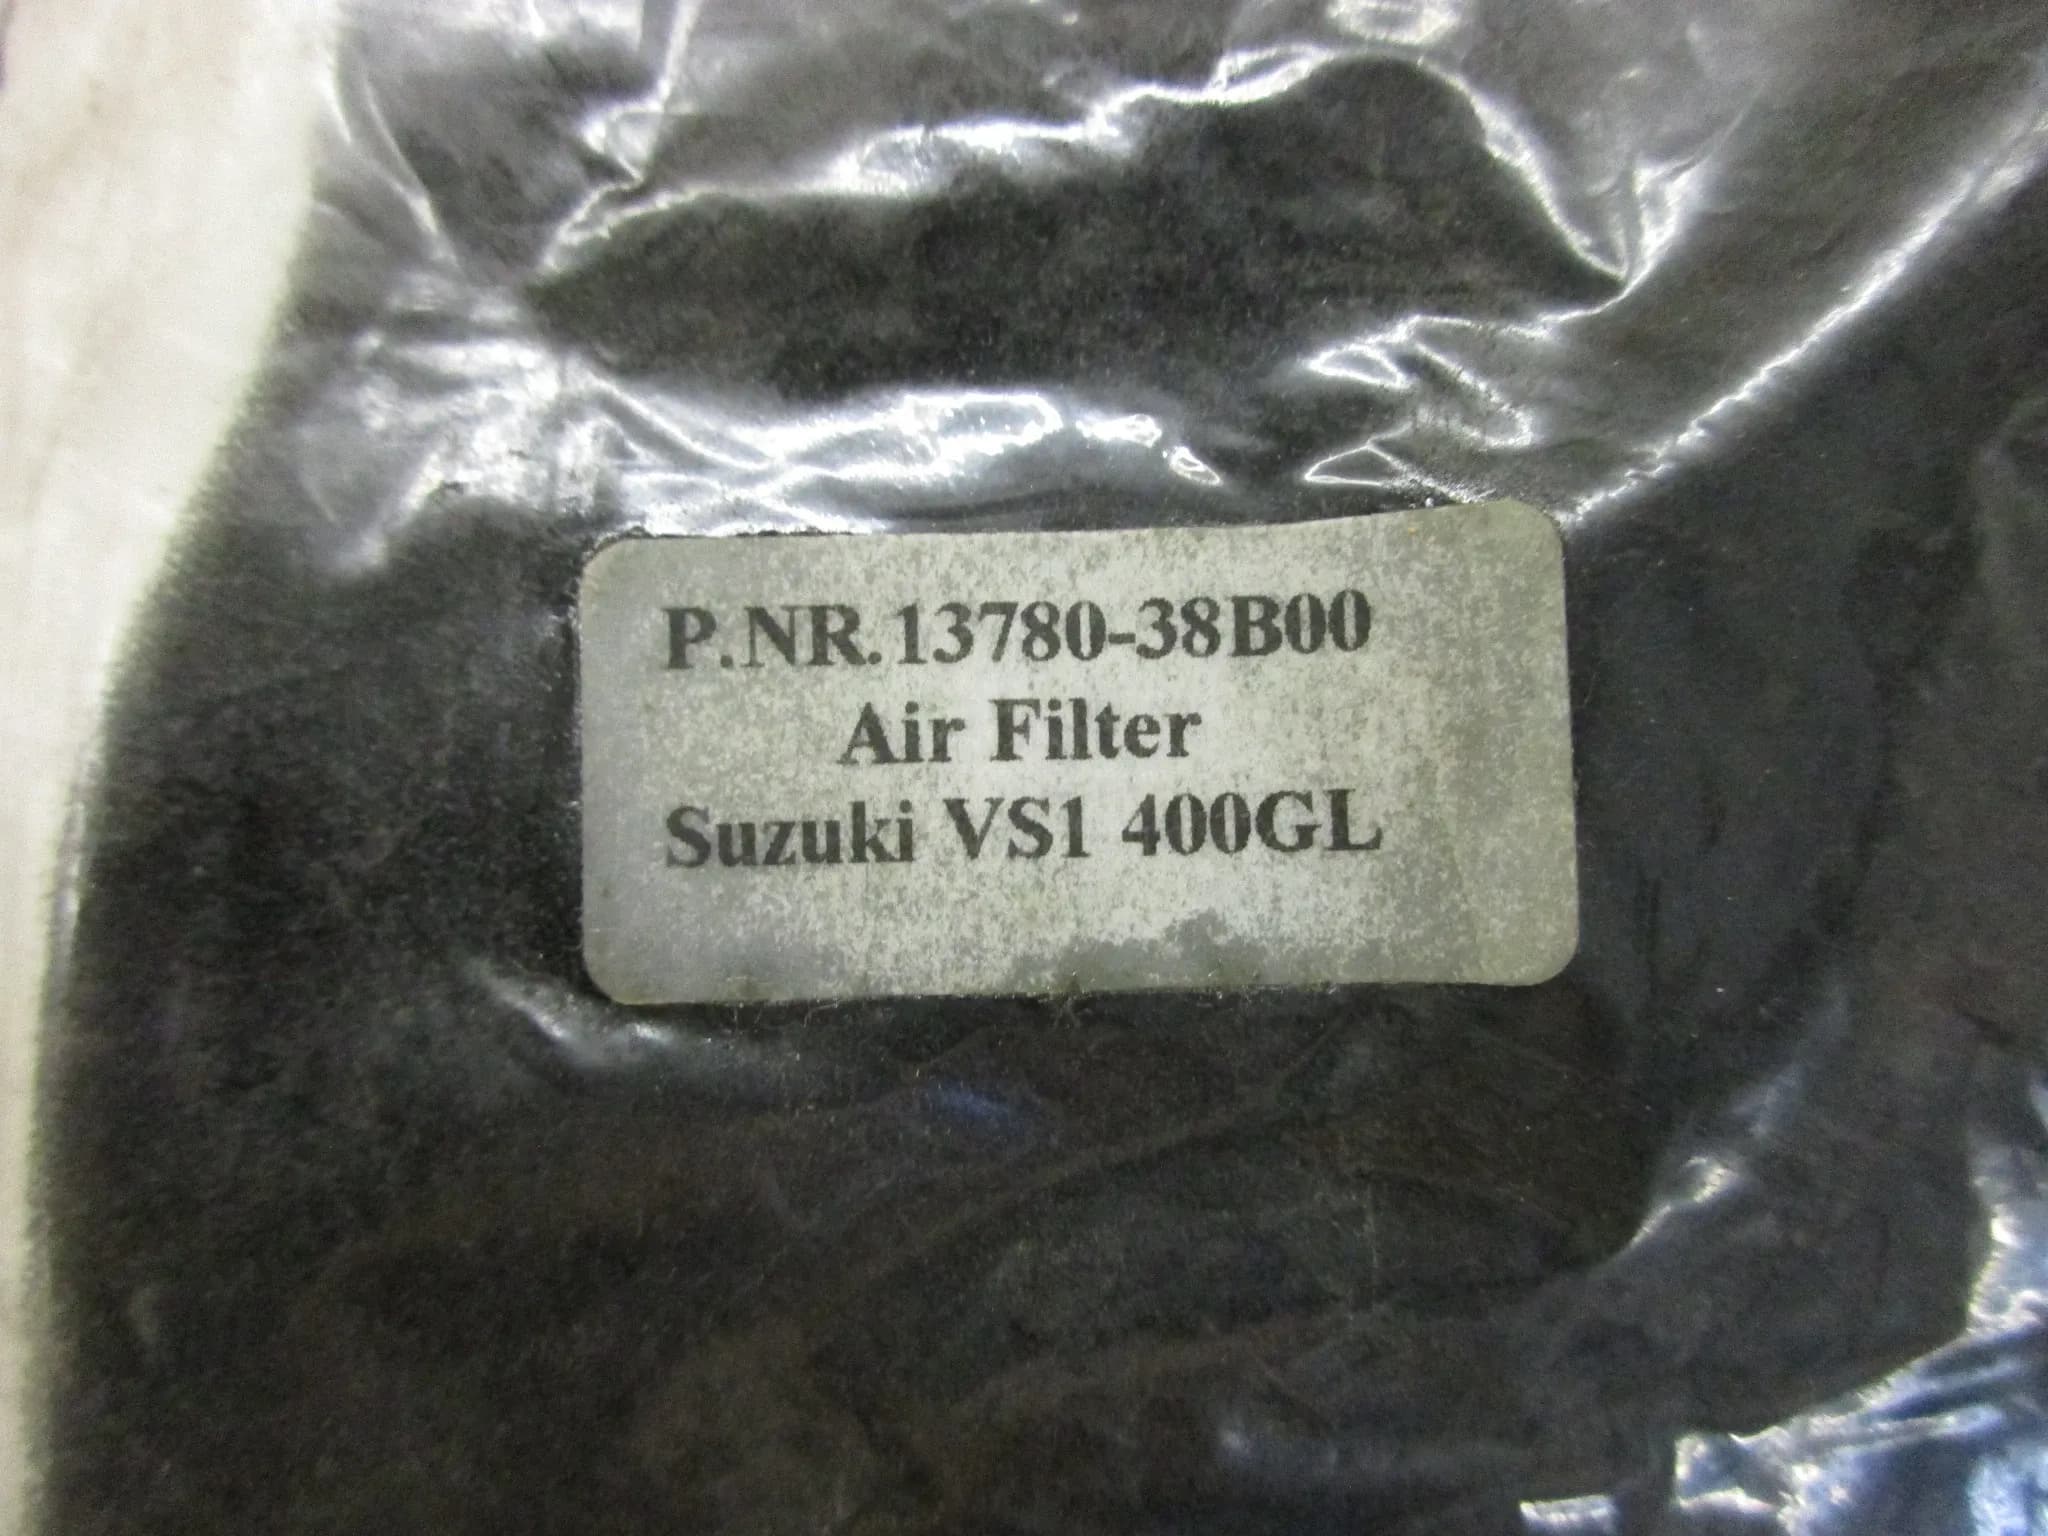 P.NR.13780-38B00
Air Filter
Suzuki VS1 400GL